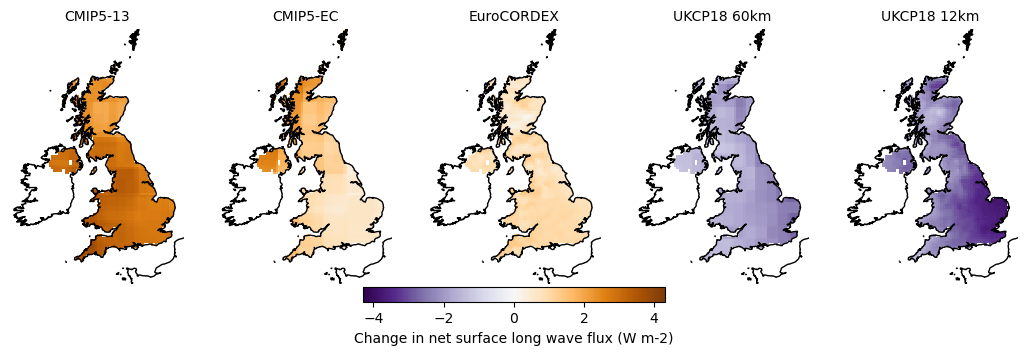 CMIP5-13 CMIP5-EC EuroCORDEX UKCP18 60km UKCP18 12km
−4 −2 0 2 4
Change in net surface long wave flux (W m-2)